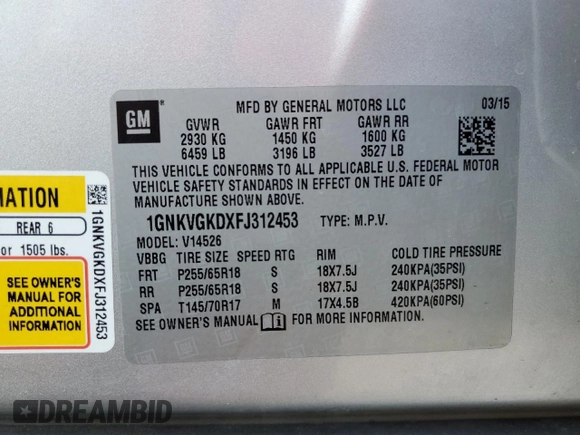 GM
MFD BY GENERAL MOTORS LLC 03/15
GVWR GAWR FRT GAWR RR
2930 KG 1450 KG 1600 KG
6459 LB 3196 LB 3527 LB
THIS VEHICLE CONFORMS TO ALL APPLICABLE U.S. FEDERAL MOTOR
VEHICLE SAFETY STANDARDS IN EFFECT ON THE DATE OF
MANUFACTURE SHOWN ABOVE.
1GNKVGKDXFJ312453 TYPE: M.P.V.
MODEL: V14526
VBBG TIRE SIZE SPEED RTG RIM COLD TIRE PRESSURE
FRT P255/65R18 S 18X7.5J 240KPA(35PSI)
RR P255/65R18 S 18X7.5J 240KPA(35PSI)
SPA T145/70R17 M 17X4.5B 420KPA(60PSI)
SEE OWNER'S MANUAL FOR MORE INFORMATION.
MATION
REAR 6
or 1505 lbs.
SEE OWNER'S
MANUAL FOR
ADDITIONAL
INFORMATION
1GNKVGKDXFJ312453
DREAMBID